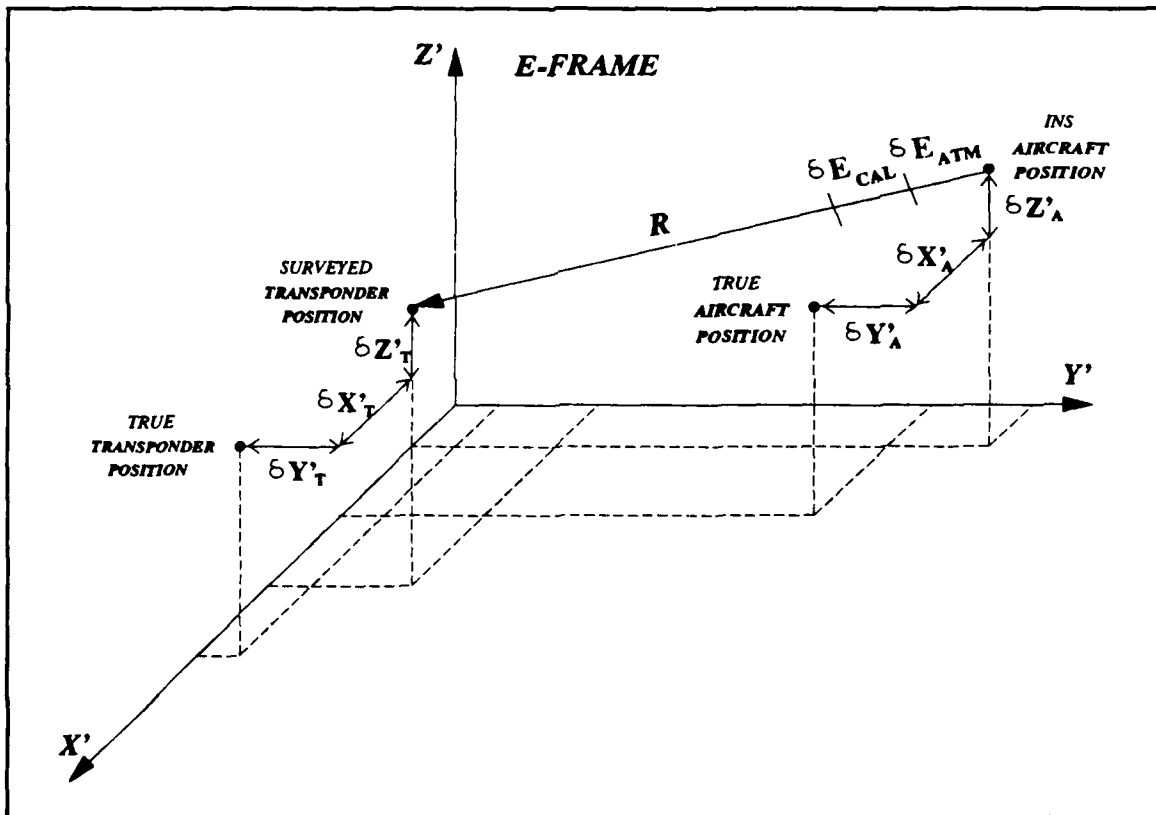 Z'
E-FRAME
INS
AIRCRAFT
POSITION
δE_ATM
δE_CAL
δZ'_A
R
δX'_A
SURVEYED
TRANSPONDER
POSITION
TRUE
AIRCRAFT
POSITION
δY'_A
δZ'_T
Y'
δX'_T
TRUE
TRANSPONDER
POSITION
δY'_T
X'